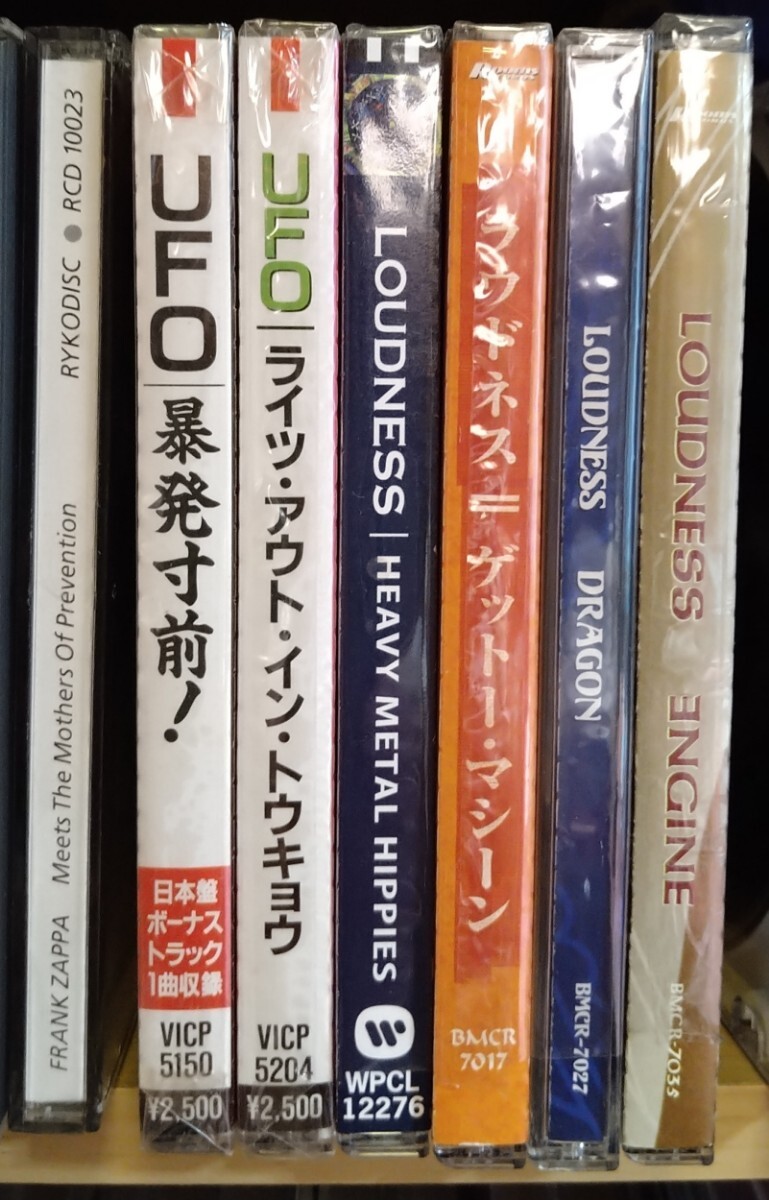 FRANK ZAPPA Meets The Mothers Of Prevention RYKODISC ● RCD 10023
UFO
暴発寸前!
日本盤
ボーナス
トラック
1曲収録
VICP
5150
¥2,500
UFO
ライツ・アウト・イン・トウキョウ
VICP
5204
¥2,500
LOUDNESS | HEAVY METAL HIPPIES
WPCL
12276
ラウドネス=ゲットー・マシーン
BMCR
7017
LOUDNESS DRAGON
BMCR-7027
LOUDNESS ENGINE
BMCR-7035